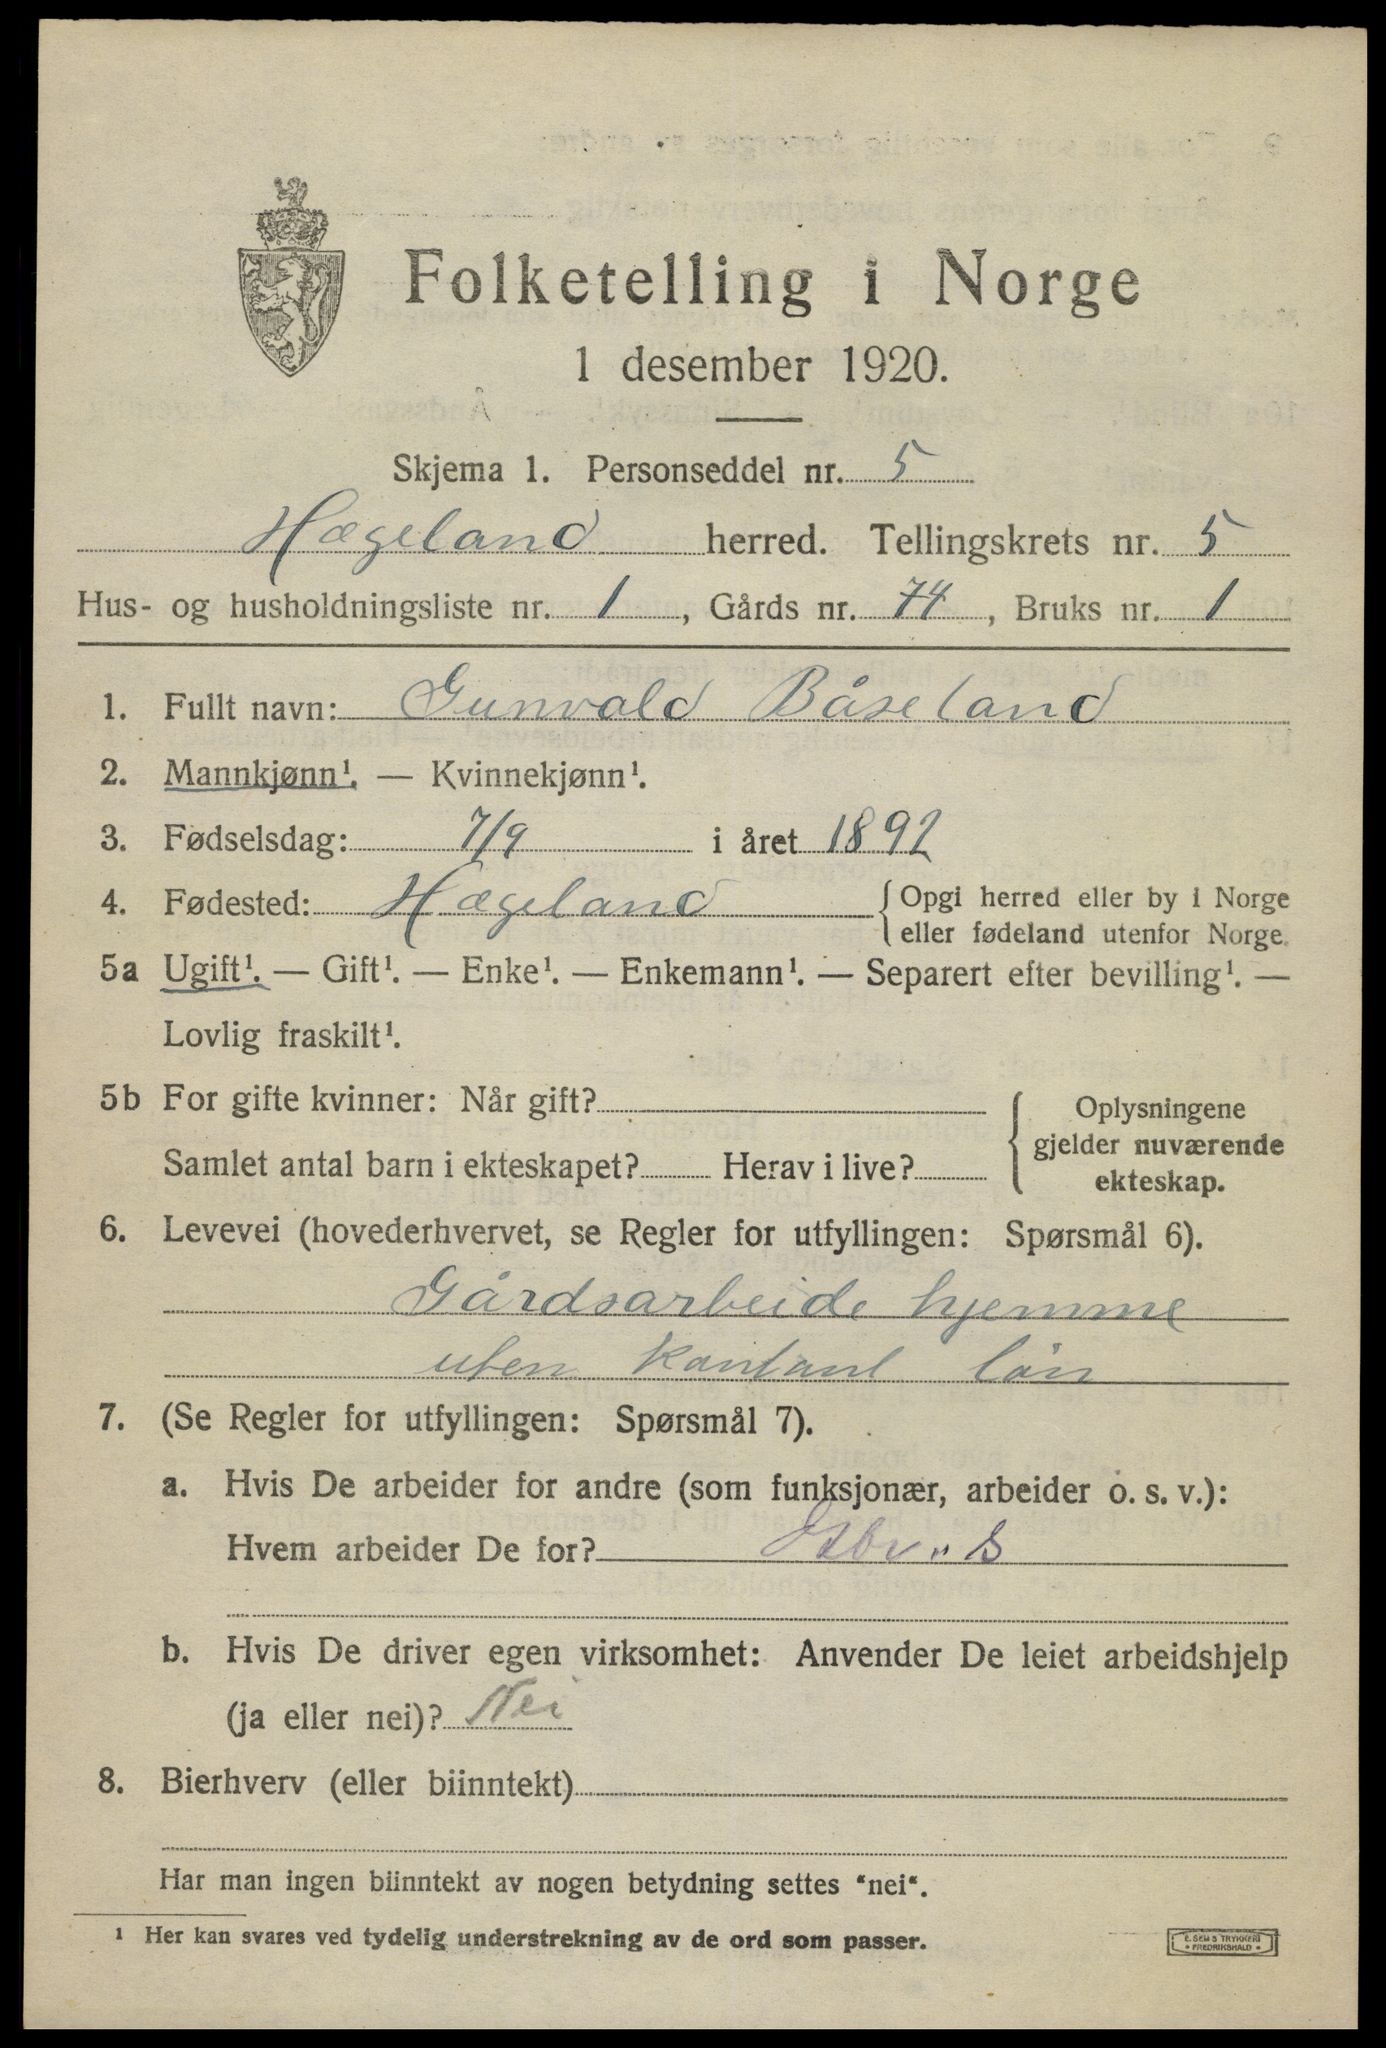 Folketelling i Norge
1 desember 1920.
Skjema 1. Personseddel nr. 5
Hægeland herred. Tellingskrets nr. 5
Hus- og husholdningsliste nr. 1, Gårds nr. 74, Bruks nr. 1
1. Fullt navn: Gunvald Båseland
2. Mannkjønn¹. — Kvinnekjønn¹.
3. Fødselsdag: 7/9 i året 1892
4. Fødested: Hægeland {Opgi herred eller by i Norge
eller fødeland utenfor Norge.
5a Ugift¹. — Gift¹. — Enke¹. — Enkemann¹. — Separert efter bevilling¹. —
Lovlig fraskilt¹.
5b For gifte kvinner: Når gift?
Samlet antal barn i ekteskapet? Herav i live?
{Oplysningene
gjelder nuværende
ekteskap.
6. Levevei (hovederhvervet, se Regler for utfyllingen: Spørsmål 6).
Gårdsarbeide hjemme
uten kontant løn
7. (Se Regler for utfyllingen: Spørsmål 7).
a. Hvis De arbeider for andre (som funksjonær, arbeider o. s. v.):
Hvem arbeider De for?
b. Hvis De driver egen virksomhet: Anvender De leiet arbeidshjelp
(ja eller nei)? Nei
8. Bierhverv (eller biinntekt)
Har man ingen biinntekt av nogen betydning settes "nei".
¹ Her kan svares ved tydelig understrekning av de ord som passer.
E. SEM'S TRYKKERI
• FREDRIKSHALD •